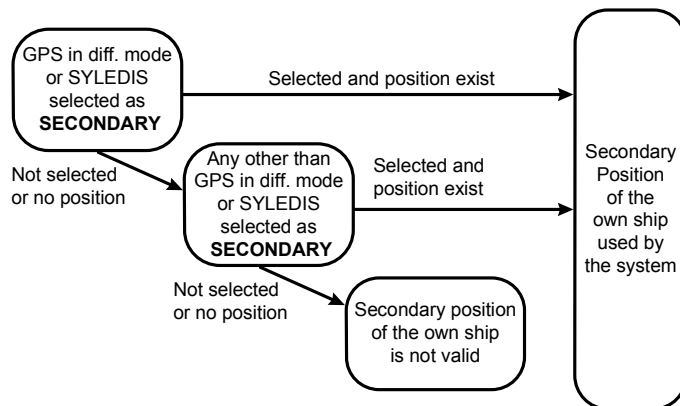 GPS in diff. mode
or SYLEDIS
selected as
SECONDARY
Selected and position exist
Not selected
or no position
Any other than
GPS in diff. mode
or SYLEDIS
selected as
SECONDARY
Selected and
position exist
Secondary
Position
of the
own ship
used by
the system
Not selected
or no position
Secondary position
of the own ship
is not valid